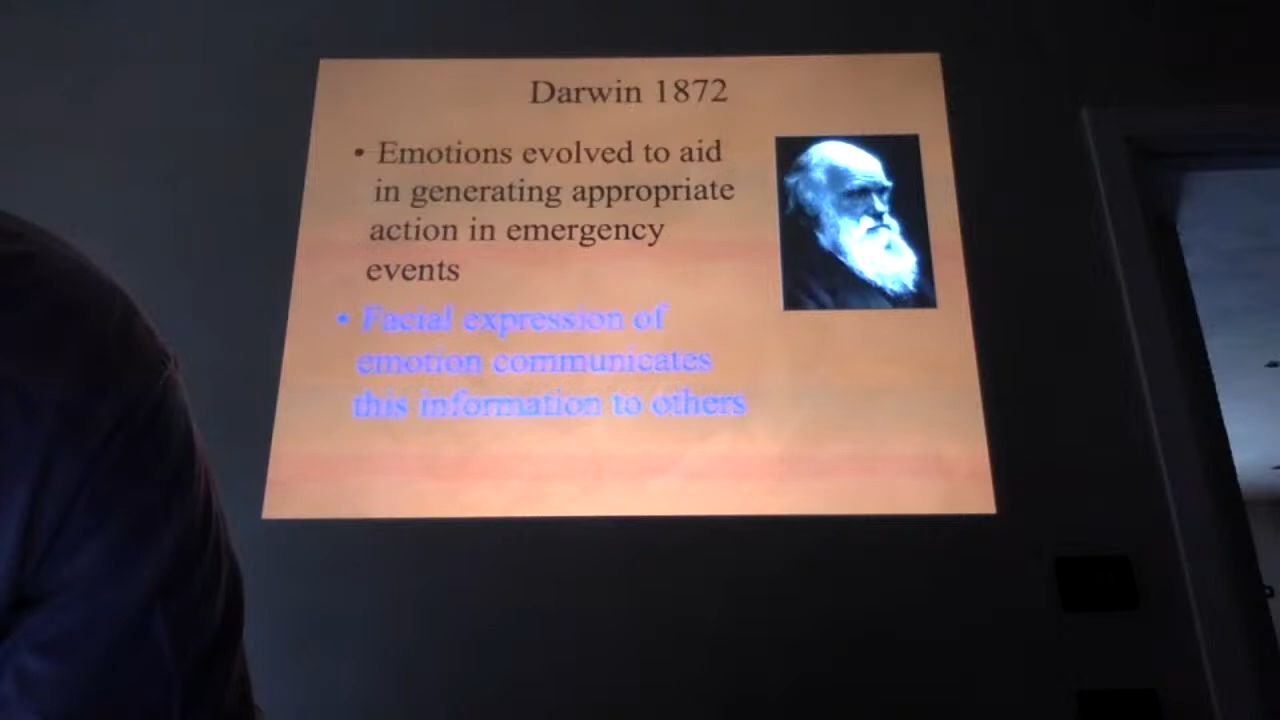 Darwin 1872
• Emotions evolved to aid
in generating appropriate
action in emergency
events
• Facial expression of
emotion communicates
this information to others